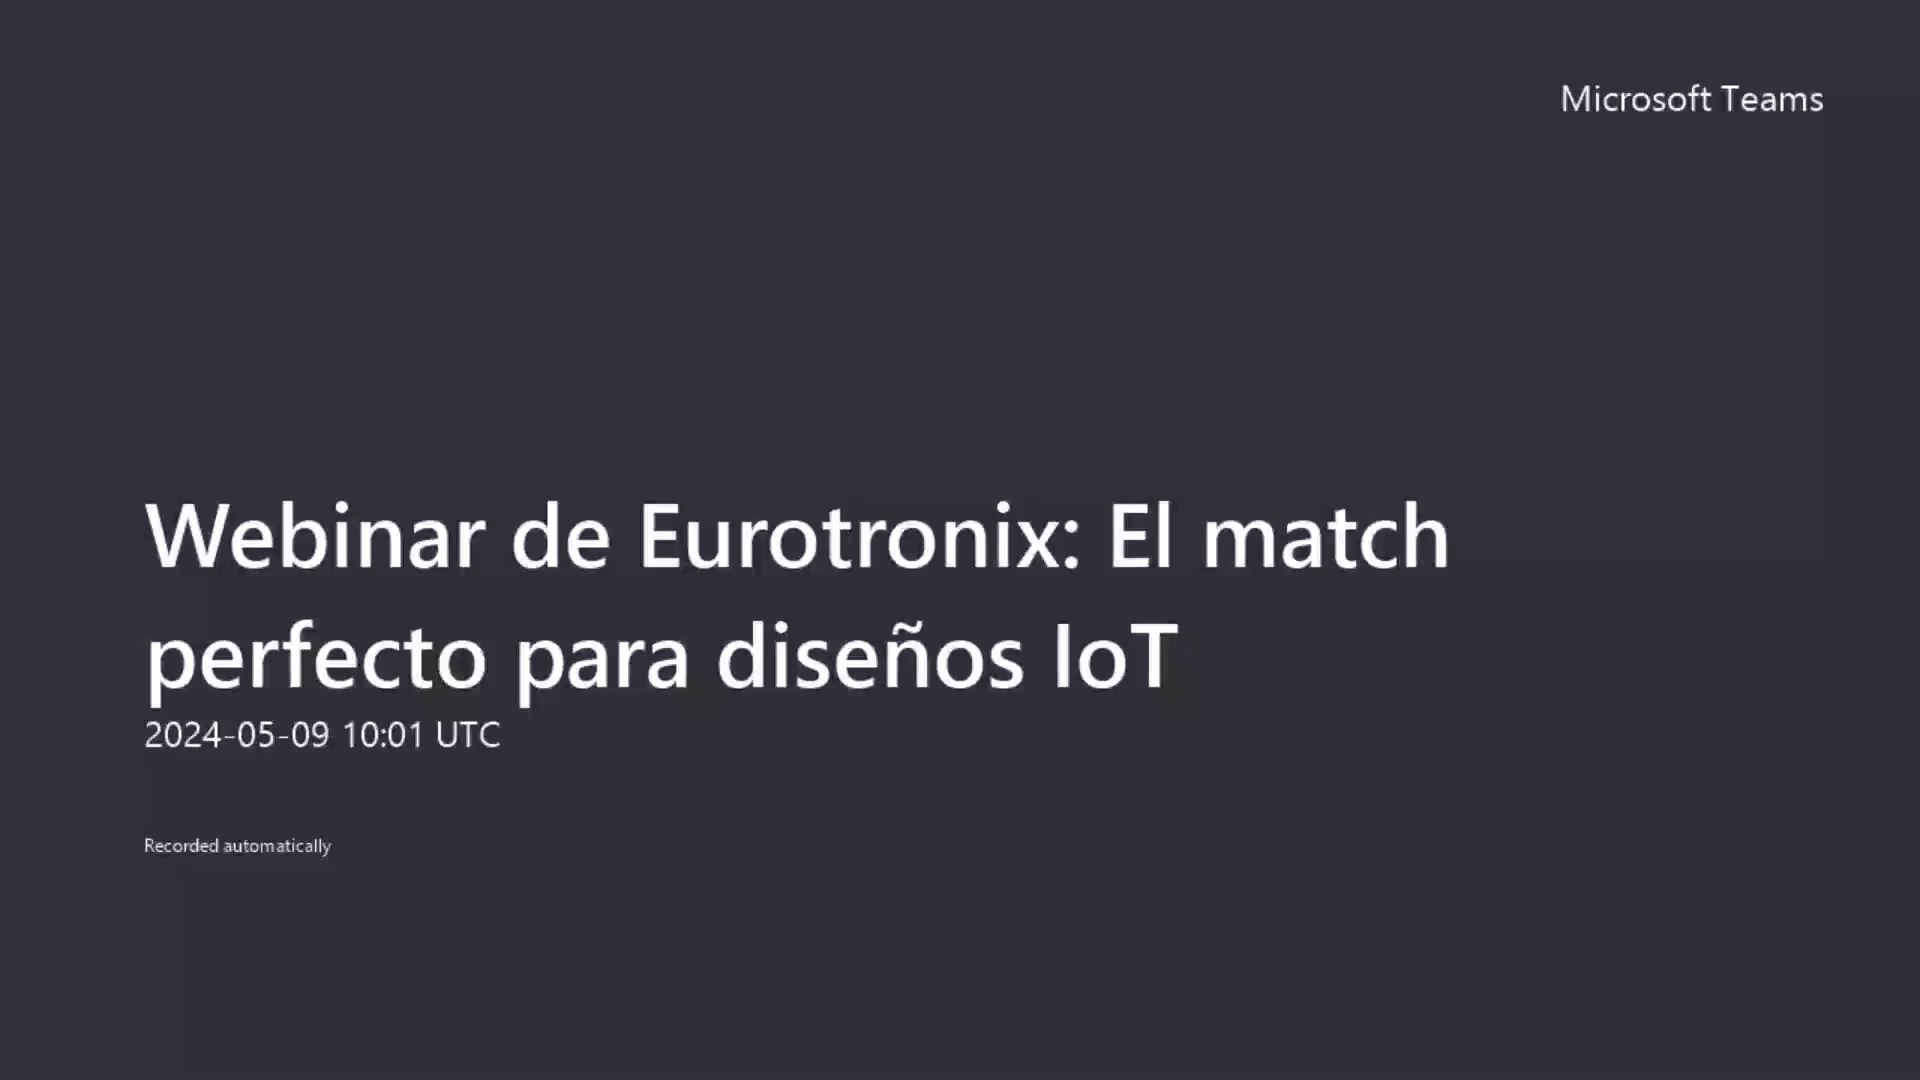 Microsoft Teams
Webinar de Eurotronix: El match
perfecto para diseños IoT
2024-05-09 10:01 UTC
Recorded automatically